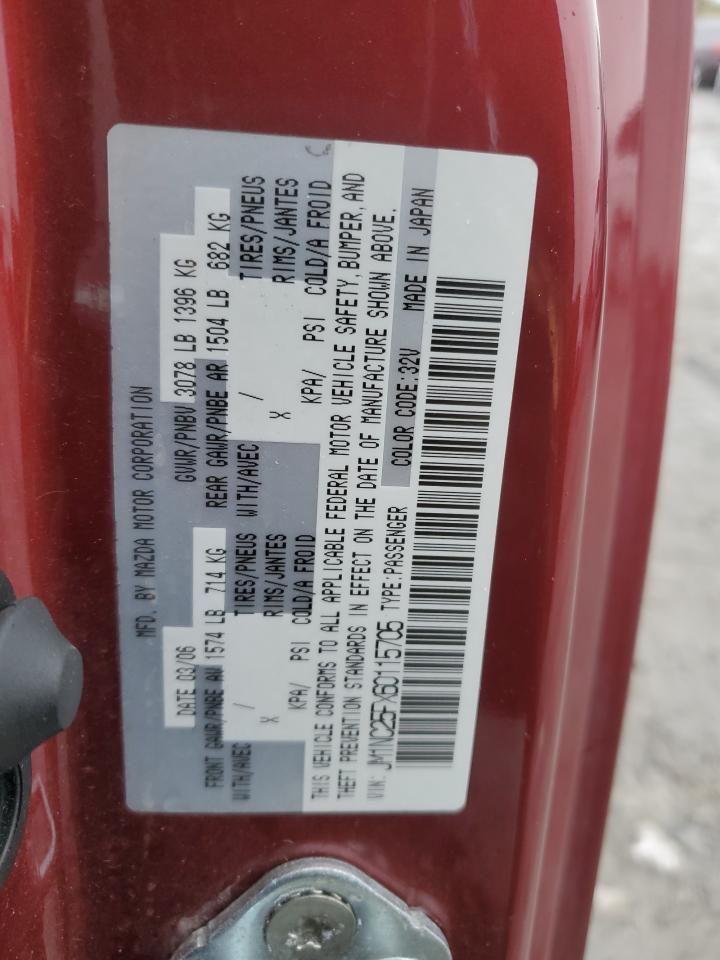 MFD. BY MAZDA MOTOR CORPORATION
DATE 03/06 GVWR/PNBV 3078 LB 1396 KG
FRONT GAWR/PNBE AV 1574 LB 714 KG REAR GAWR/PNBE AR 1504 LB 682 KG
WITH/AVEC / TIRES/PNEUS WITH/AVEC / TIRES/PNEUS
X RIMS/JANTES X RIMS/JANTES
KPA/ PSI COLD/A FROID KPA/ PSI COLD/A FROID
THIS VEHICLE CONFORMS TO ALL APPLICABLE FEDERAL MOTOR VEHICLE SAFETY, BUMPER, AND
THEFT PREVENTION STANDARDS IN EFFECT ON THE DATE OF MANUFACTURE SHOWN ABOVE.
VIN: JM1NC25FX60115705 TYPE:PASSENGER COLOR CODE:32V MADE IN JAPAN